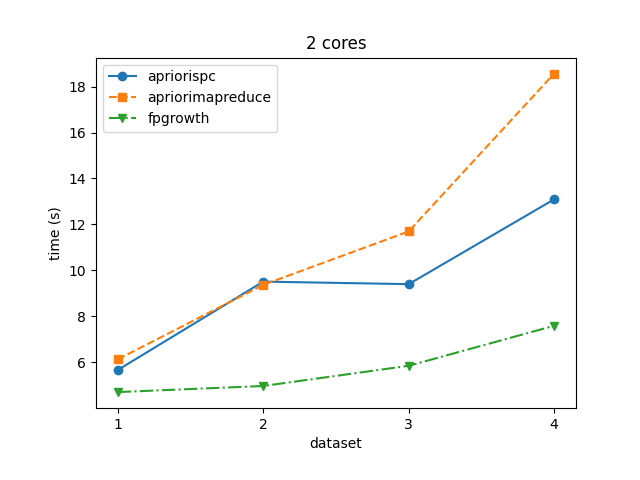 2 cores
apriorispc
apriorimapreduce
fpgrowth
18
16
14
12
10
8
6
time (s)
1 2 3 4
dataset